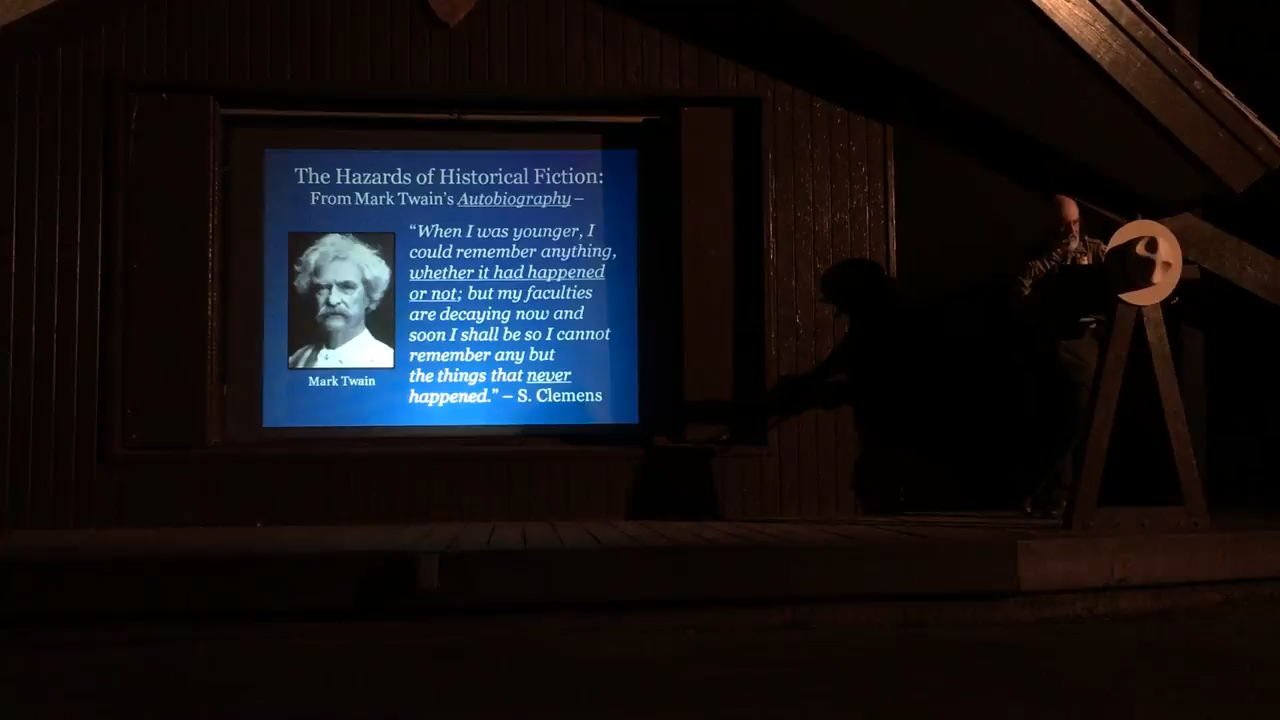 The Hazards of Historical Fiction:
From Mark Twain's Autobiography –
"When I was younger, I
could remember anything,
whether it had happened
or not; but my faculties
are decaying now and
soon I shall be so I cannot
remember any but
the things that never
happened." – S. Clemens
Mark Twain